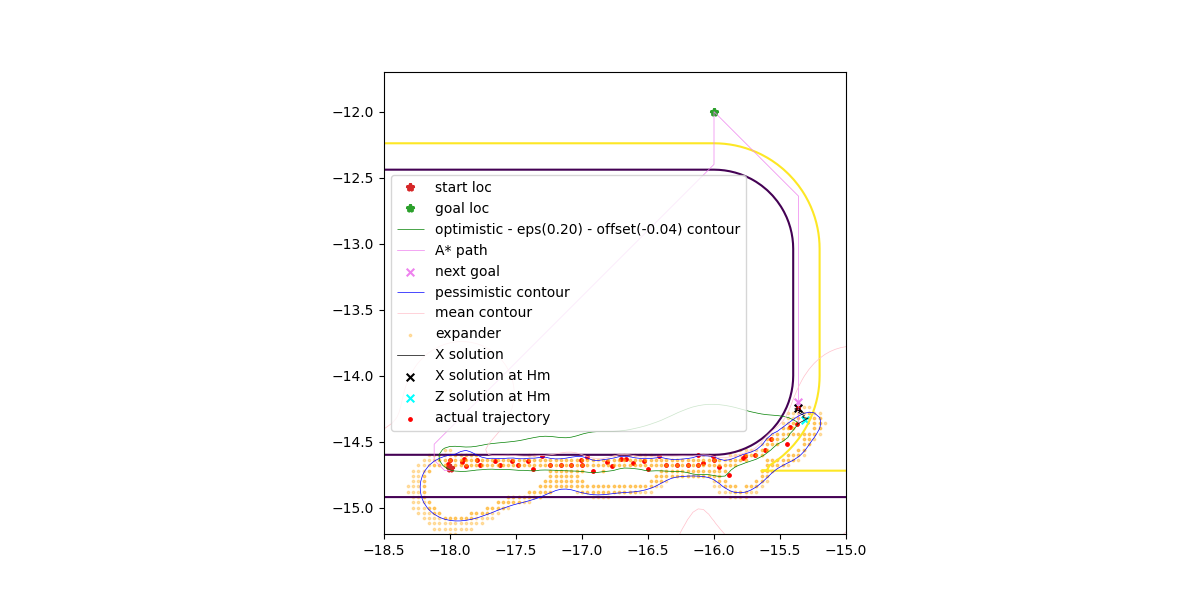 −12.0
−12.5
−13.0
−13.5
−14.0
−14.5
−15.0
start loc
goal loc
optimistic - eps(0.20) - offset(-0.04) contour
A* path
next goal
pessimistic contour
mean contour
expander
X solution
X solution at Hm
Z solution at Hm
actual trajectory
−18.5 −18.0 −17.5 −17.0 −16.5 −16.0 −15.5 −15.0